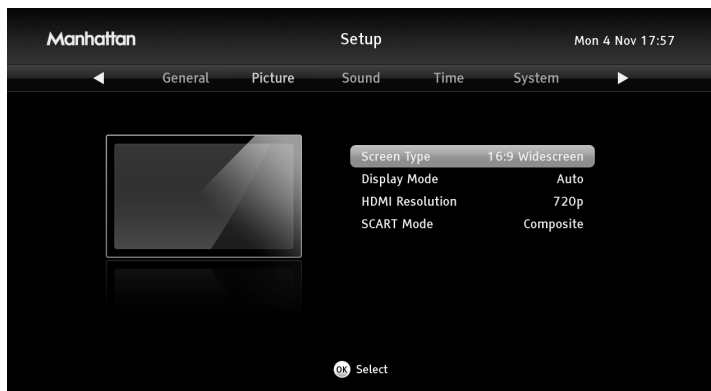 Manhattan Setup Mon 4 Nov 17:57
General Picture Sound Time System
Screen Type 16:9 Widescreen
Display Mode Auto
HDMI Resolution 720p
SCART Mode Composite
OK Select